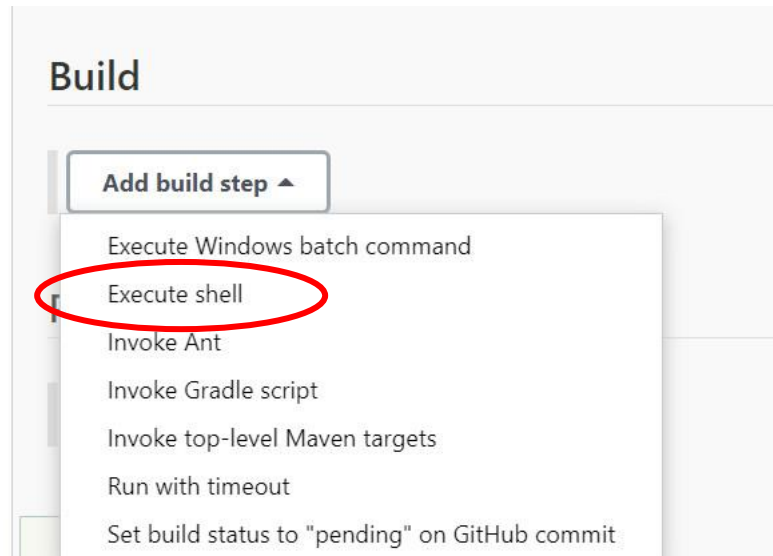 Build
Add build step
Execute Windows batch command
Execute shell
Invoke Ant
Invoke Gradle script
Invoke top-level Maven targets
Run with timeout
Set build status to "pending" on GitHub commit